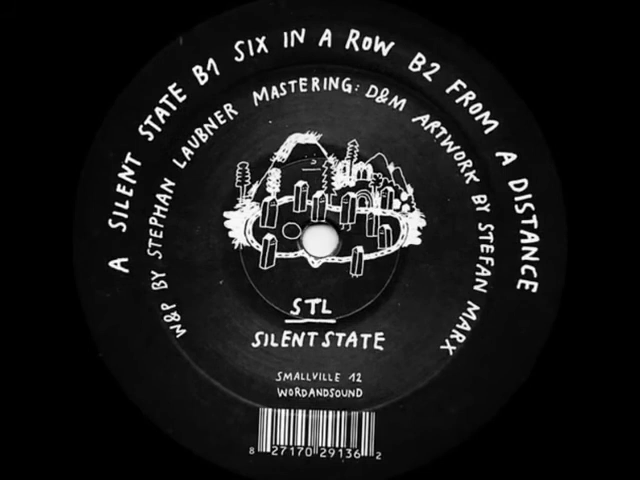 A SILENT STATE B1 SIX IN A ROW B2 FROM A DISTANCE
W&P BY STEPHAN LAUBNER MASTERING: D&M ARTWORK BY STEFAN MARX
STL
SILENT STATE
SMALLVILLE 12
WORDANDSOUND
8 27170 29136 2